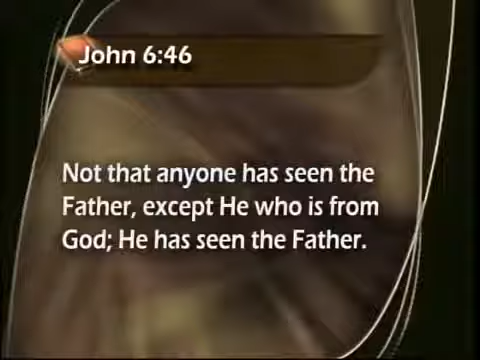 John 6:46
Not that anyone has seen the
Father, except He who is from
God; He has seen the Father.